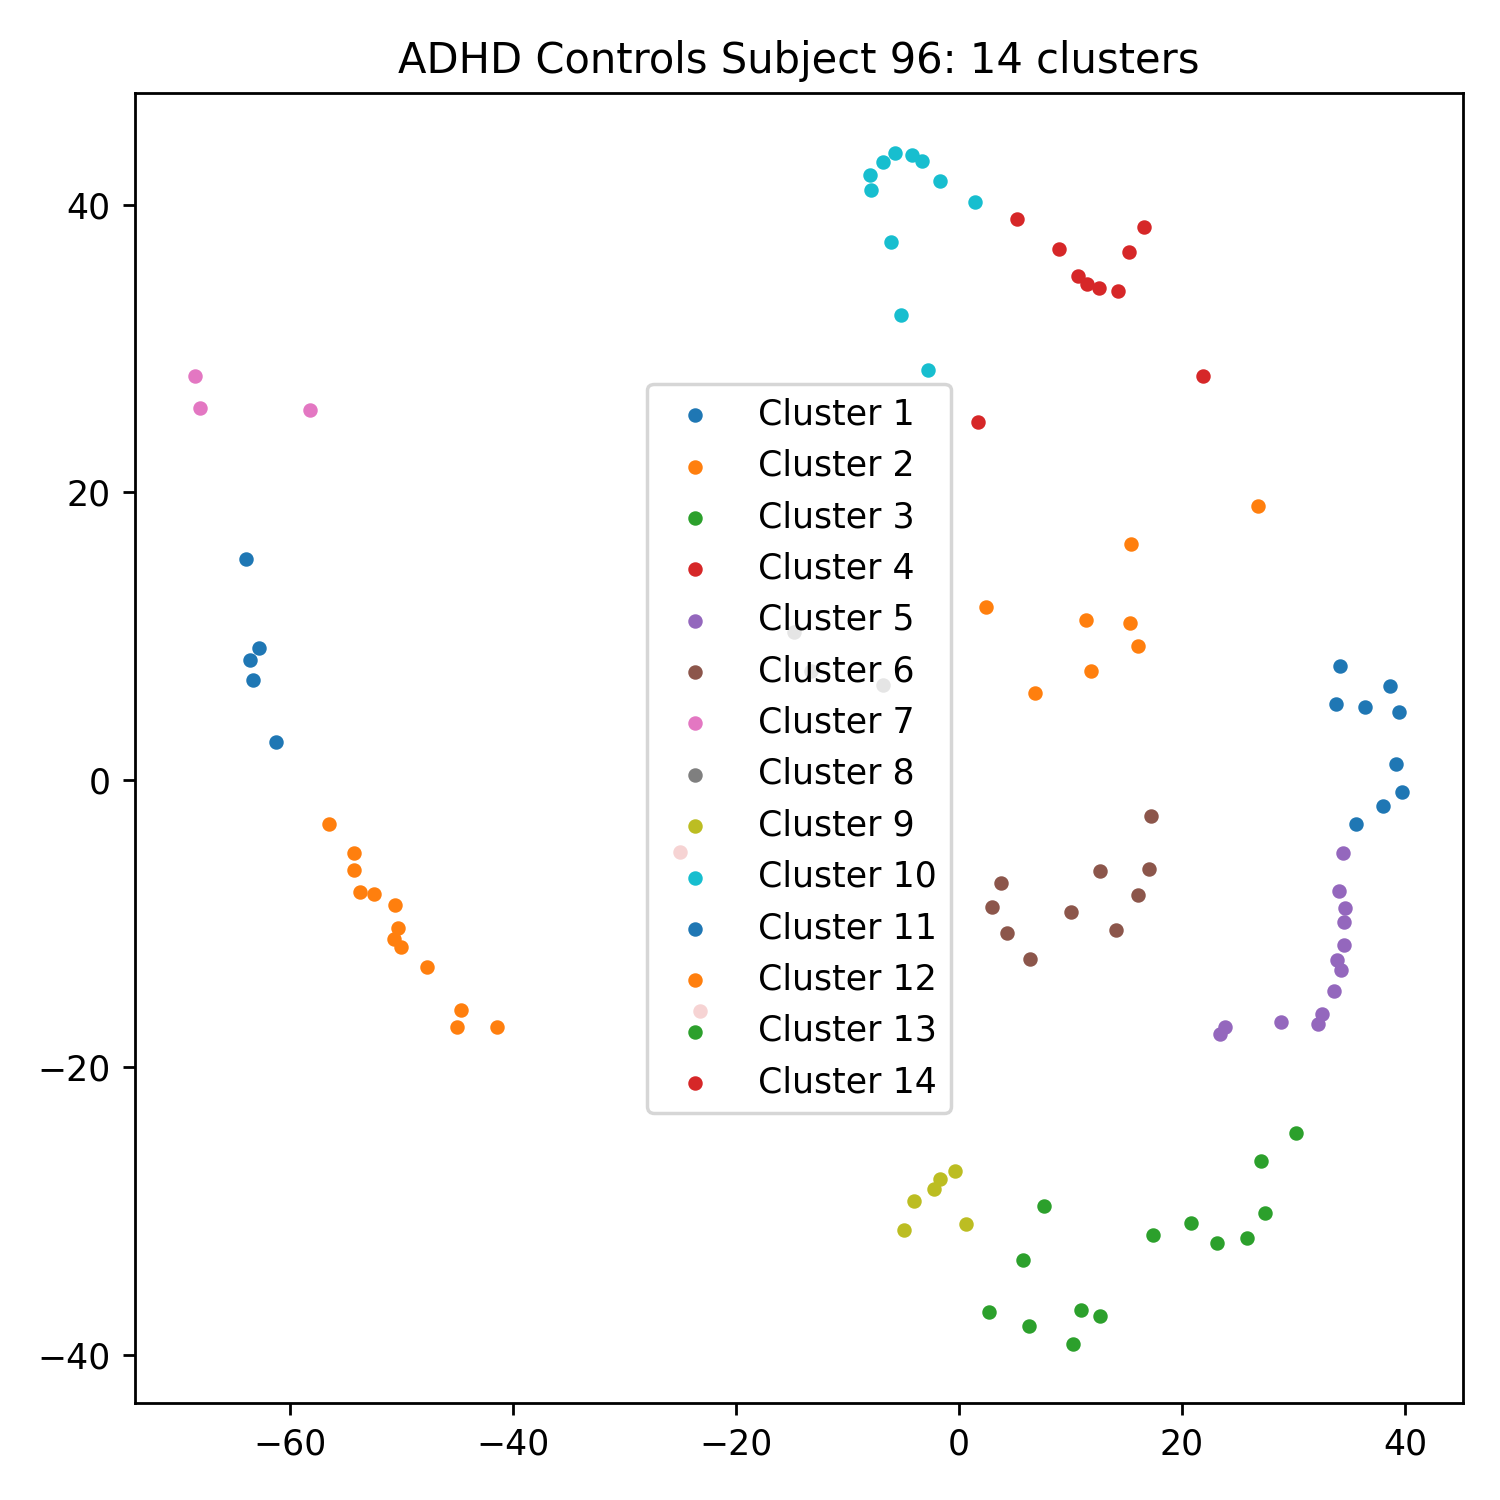 ADHD Controls Subject 96: 14 clusters
40
20
0
−20
−40
Cluster 1
Cluster 2
Cluster 3
Cluster 4
Cluster 5
Cluster 6
Cluster 7
Cluster 8
Cluster 9
Cluster 10
Cluster 11
Cluster 12
Cluster 13
Cluster 14
−60
−40
−20
0
20
40